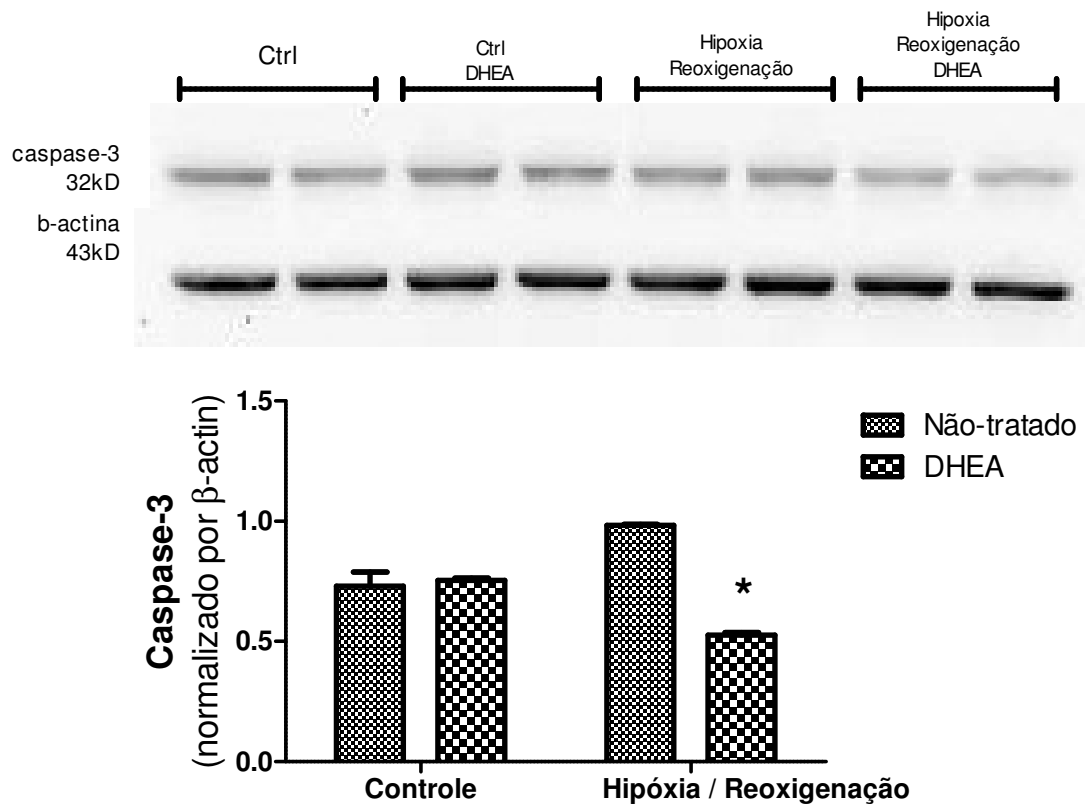 Ctrl
Ctrl
DHEA
Hipoxia
Reoxigenação
Hipoxia
Reoxigenação
DHEA
caspase-3
32kD
b-actina
43kD
Caspase-3
(normalizado por β-actin)
1.5
1.0
0.5
0.0
Não-tratado
DHEA
*
Controle
Hipóxia / Reoxigenação